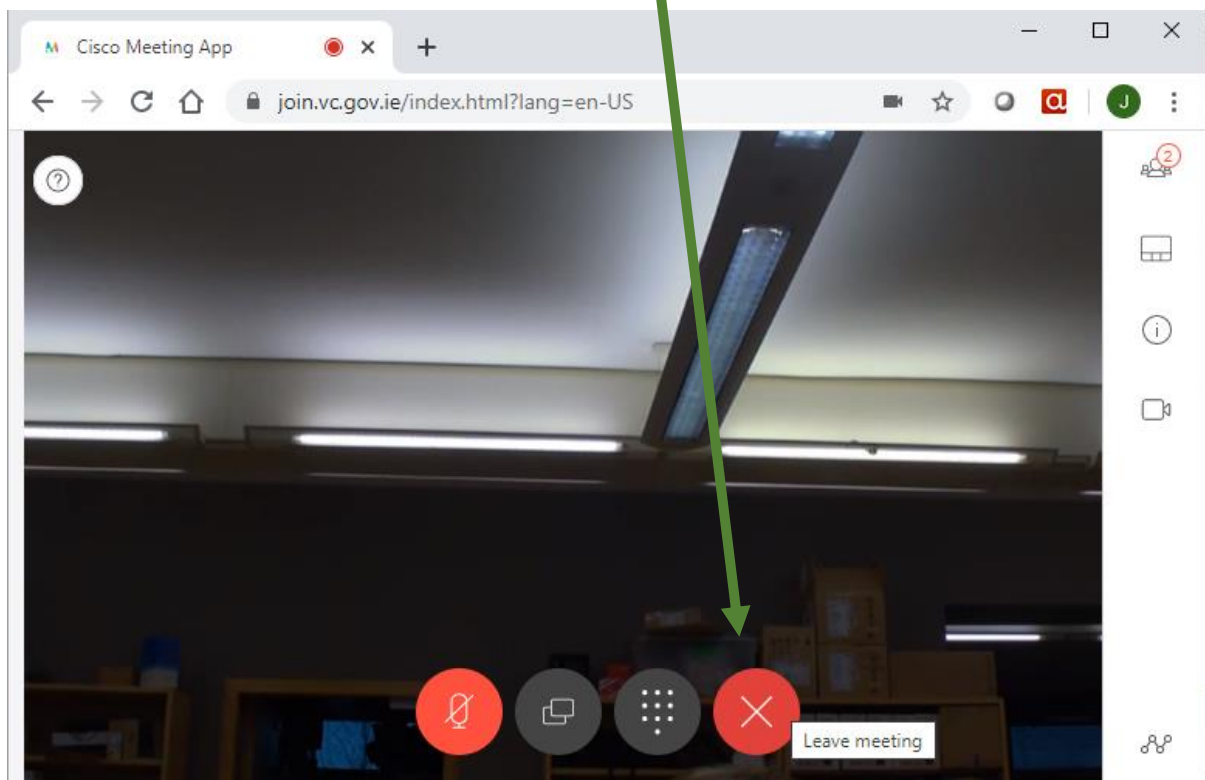 Cisco Meeting App
join.vc.gov.ie/index.html?lang=en-US
a
J
?
2
i
Leave meeting